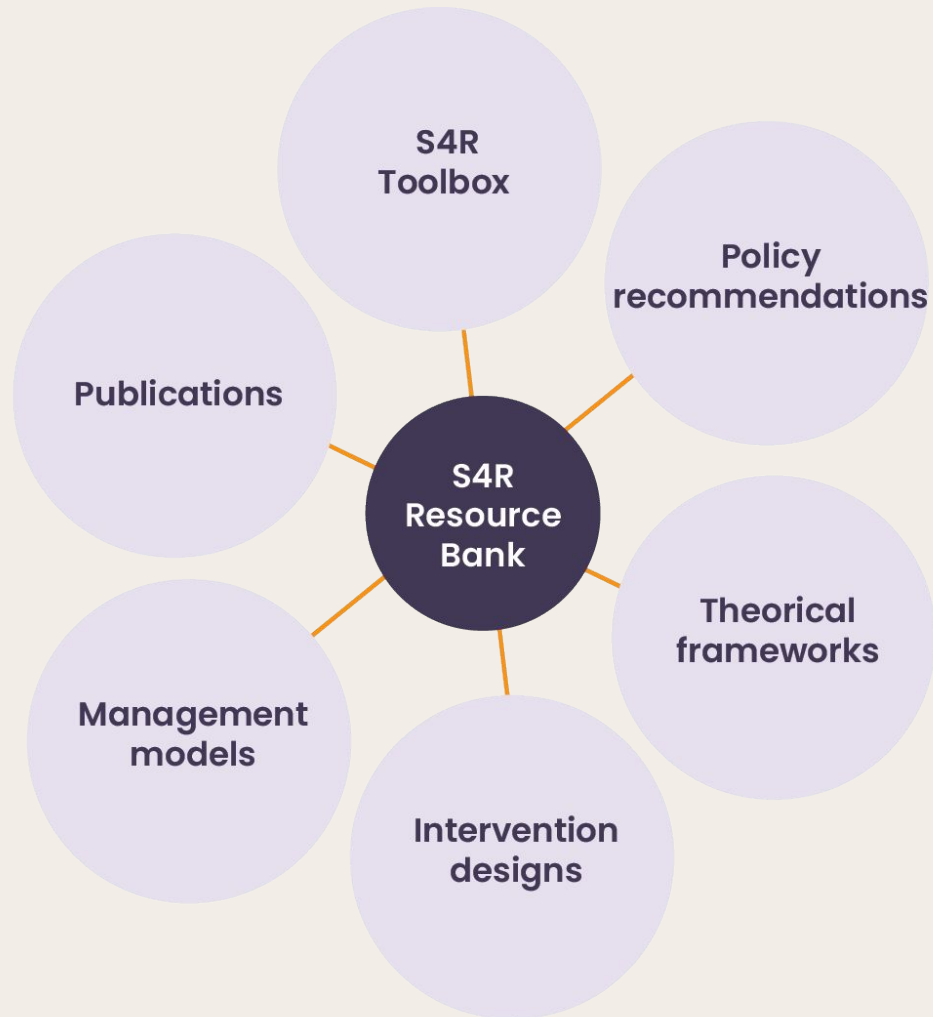 S4R
Toolbox
Policy
recommendations
Publications
S4R
Resource
Bank
Theorical
frameworks
Management
models
Intervention
designs